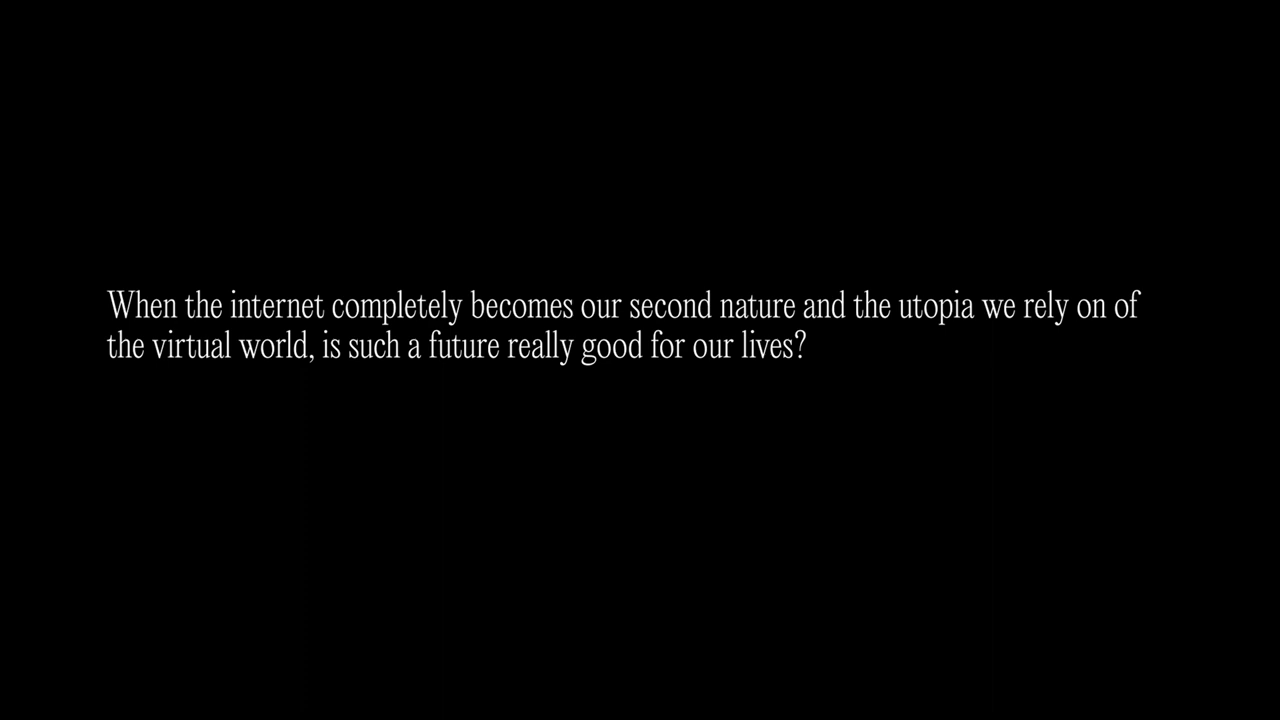 When the internet completely becomes our second nature and the utopia we rely on of
the virtual world, is such a future really good for our lives?